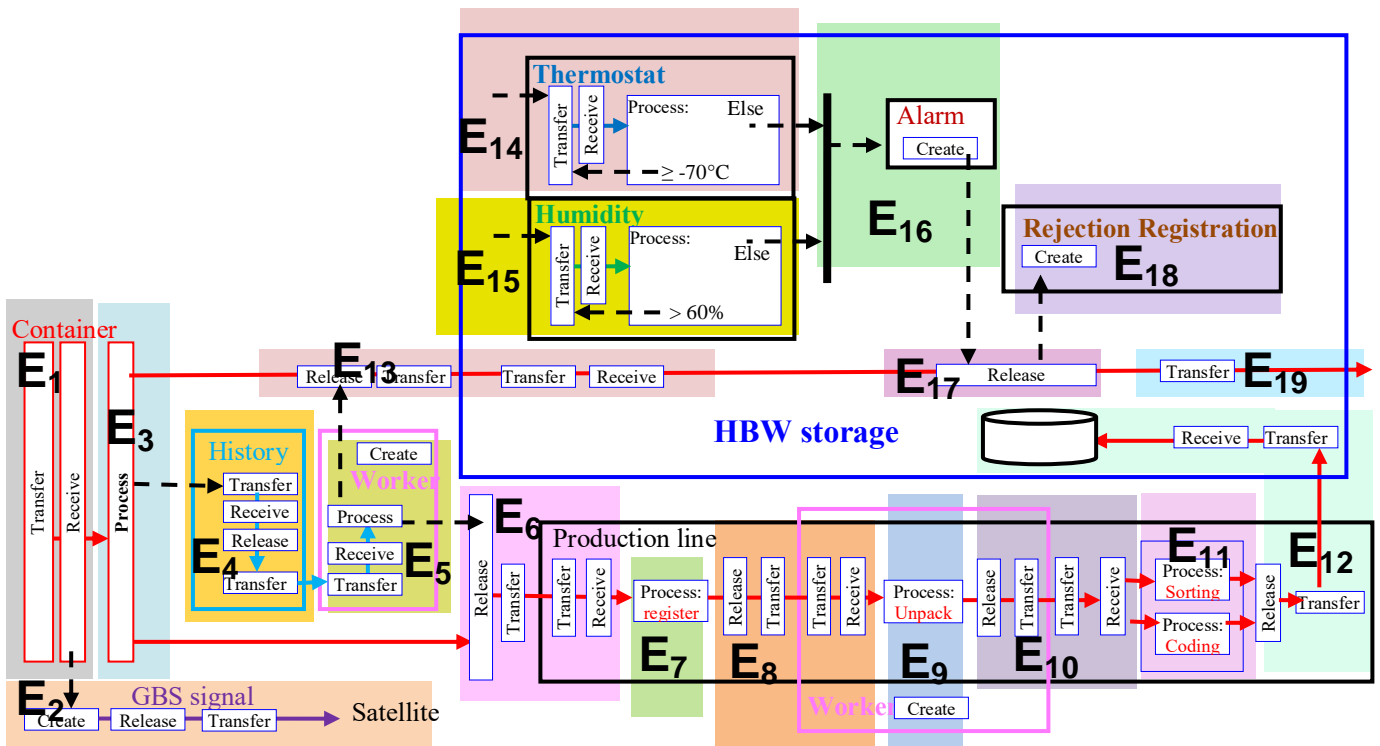 Thermostat
Transfer
Receive
Process:
Else
≥ -70°C
E14
Alarm
Create
E16
Humidity
Transfer
Receive
Process:
Else
> 60%
E15
Rejection Registration
Create
E18
Container
E1
Transfer
Receive
Process
E3
E13
Release
Transfer
Transfer
Receive
E17
Release
Transfer
E19
HBW storage
Receive
Transfer
History
Transfer
Receive
Release
Transfer
E4
Create
Worker
Process
Receive
Transfer
E5
Release
Transfer
E6
Production line
Transfer
Receive
Process:
register
E7
Release
Transfer
E8
Transfer
Receive
Process:
Unpack
E9
Worker
Create
Release
Transfer
E10
Transfer
Receive
E11
Process:
Sorting
Process:
Coding
Release
E12
Transfer
E2
GBS signal
Create
Release
Transfer
Satellite